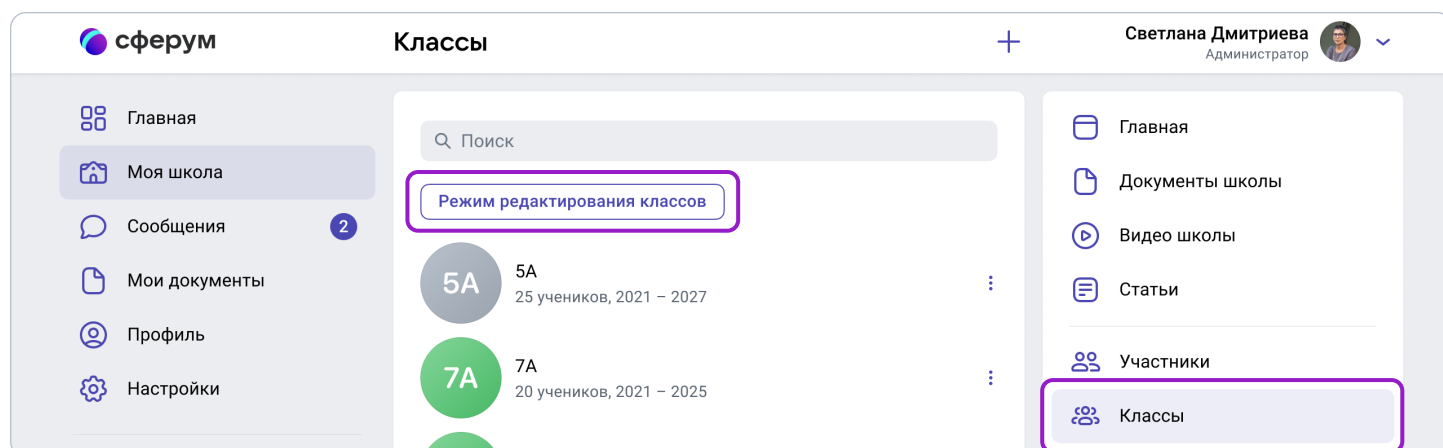 сферум
Классы
Светлана Дмитриева
Администратор
Главная
Моя школа
Сообщения
2
Мои документы
Профиль
Настройки
Поиск
Режим редактирования классов
5А
5А
25 учеников, 2021 – 2027
7А
7А
20 учеников, 2021 – 2025
Главная
Документы школы
Видео школы
Статьи
Участники
Классы